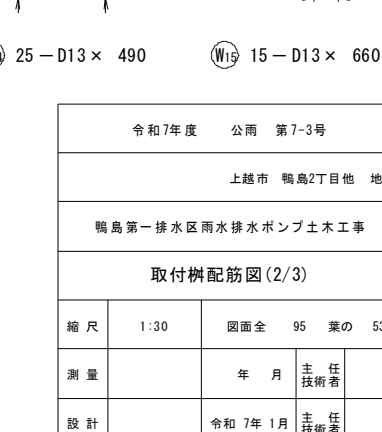 25－D13× 490
W15 15－D13× 660
令和7年度 公雨 第7-3号
上越市 鴨島2丁目他 地
鴨島第一排水区雨水排水ポンプ土木工事
取付桝配筋図(2/3)
縮 尺 1:30 図面全 95 葉の 53
測 量 年 月 主 任 技術者
設 計 令和 7年 1月 主 任 技術者